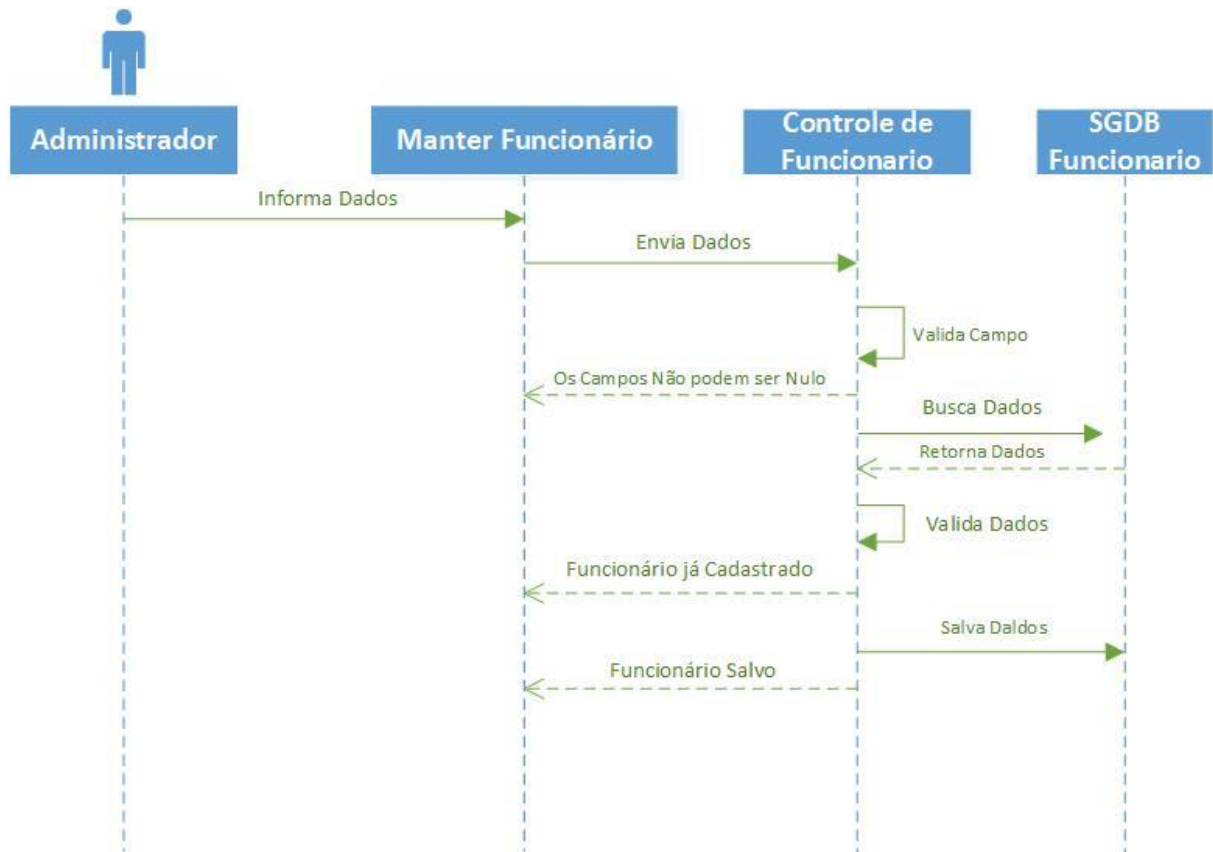 Administrador
Manter Funcionário
Controle de
Funcionario
SGDB
Funcionario
Informa Dados
Envia Dados
Valida Campo
Os Campos Não podem ser Nulo
Busca Dados
Retorna Dados
Valida Dados
Funcionário já Cadastrado
Salva Daldos
Funcionário Salvo